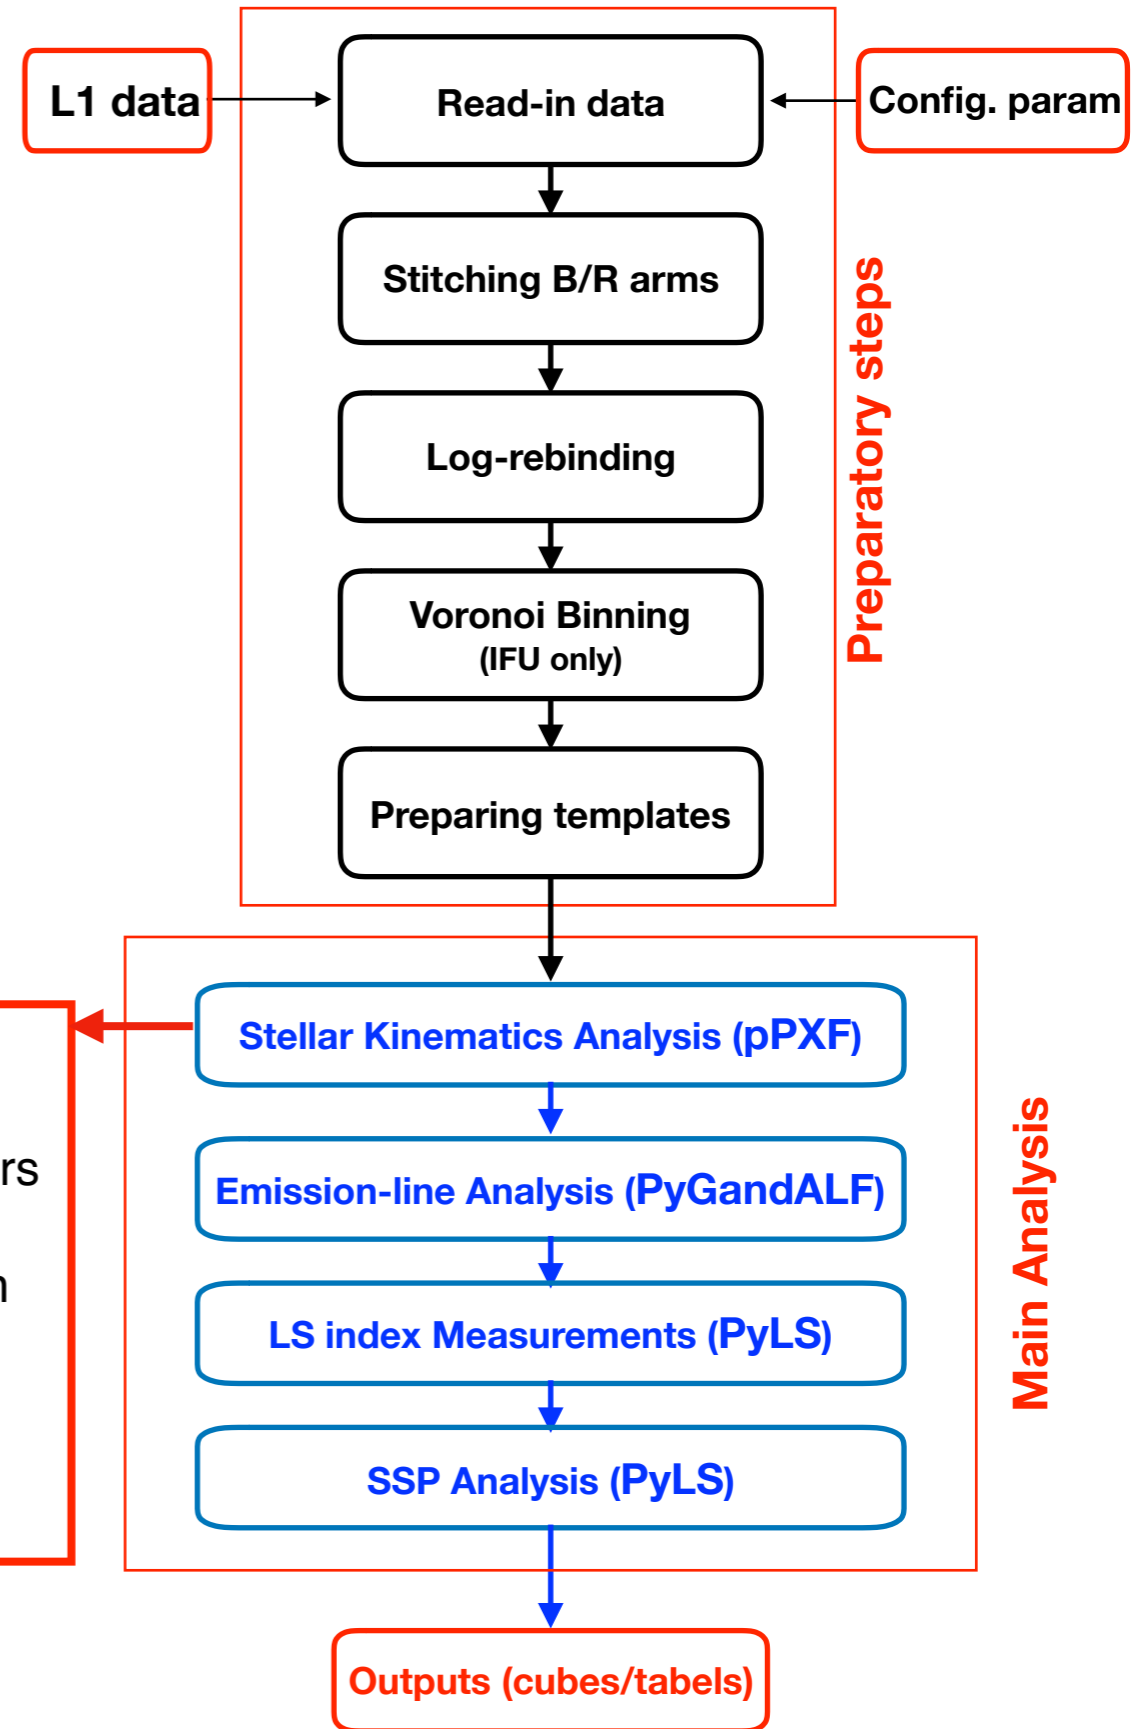 L1 data
Read-in data
Config. param
Stitching B/R arms
Log-rebinding
Voronoi Binning
(IFU only)
Preparing templates
Preparatory steps
Stellar Kinematics Analysis (pPXF)
Emission-line Analysis (PyGandALF)
LS index Measurements (PyLS)
SSP Analysis (PyLS)
Main Analysis
rs
Outputs (cubes/tabels)